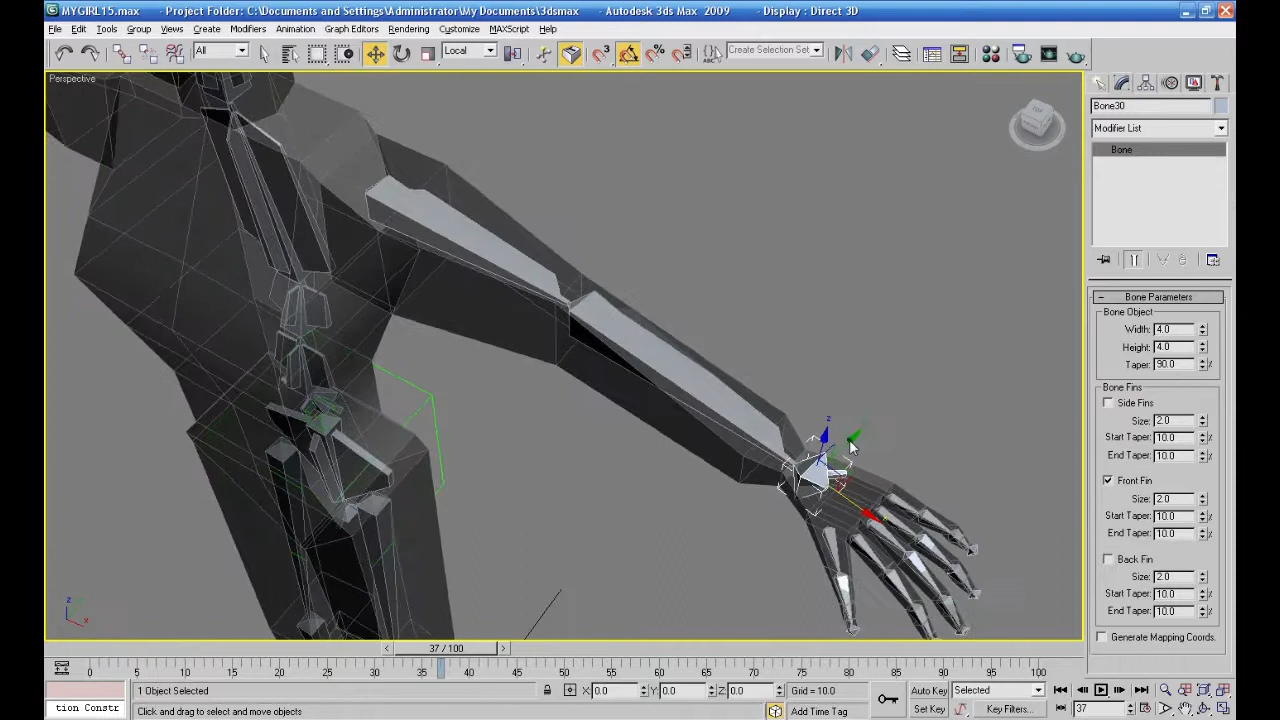 MYGIRL15.max    - Project Folder: C:\Documents and Settings\Administrator\My Documents\3dsmax    - Autodesk 3ds Max  2009    - Display : Direct 3D
File Edit Tools Group Views Create Modifiers Animation Graph Editors Rendering Customize MAXScript Help
All Local 3 3 % ABC Create Selection Set
Perspective
TOP
Bone30
Modifier List
Bone
Bone Parameters
Bone Object
Width: 4.0
Height: 4.0
Taper: 90.0 %
Bone Fins
Side Fins
Size: 2.0
Start Taper: 10.0 %
End Taper: 10.0 %
Front Fin
Size: 2.0
Start Taper: 10.0 %
End Taper: 10.0 %
Back Fin
Size: 2.0
Start Taper: 10.0 %
End Taper: 10.0 %
Generate Mapping Coords.
z
x
z
x
< 37 / 100 >
0 5 10 15 20 25 30 35 40 45 50 55 60 65 70 75 80 85 90 95 100
1 Object Selected X: 0.0 Y: 0.0 Z: 0.0 Grid = 10.0 Auto Key Selected
tion Constr Click and drag to select and move objects Add Time Tag Set Key Key Filters... 37